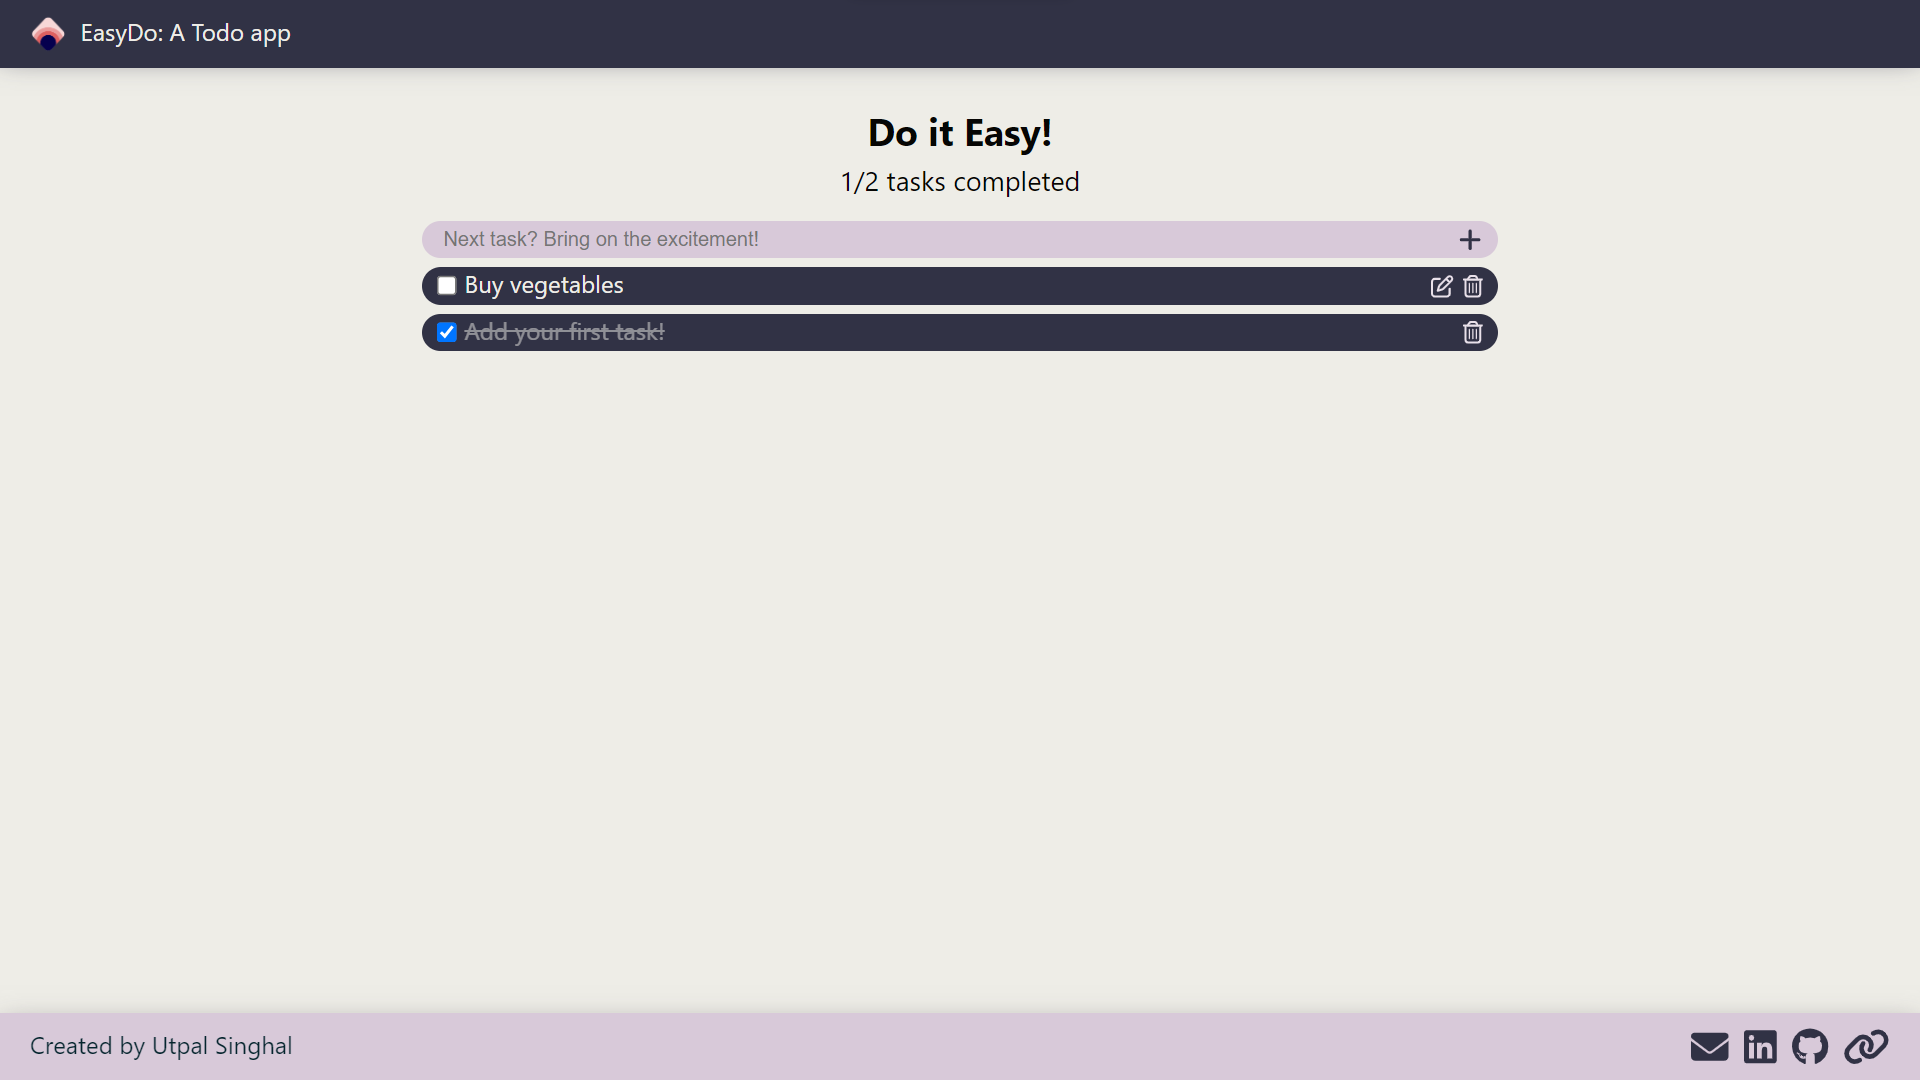 EasyDo: A Todo app
Do it Easy!
1/2 tasks completed
Next task? Bring on the excitement!
Buy vegetables
Add your first task!
Created by Utpal Singhal